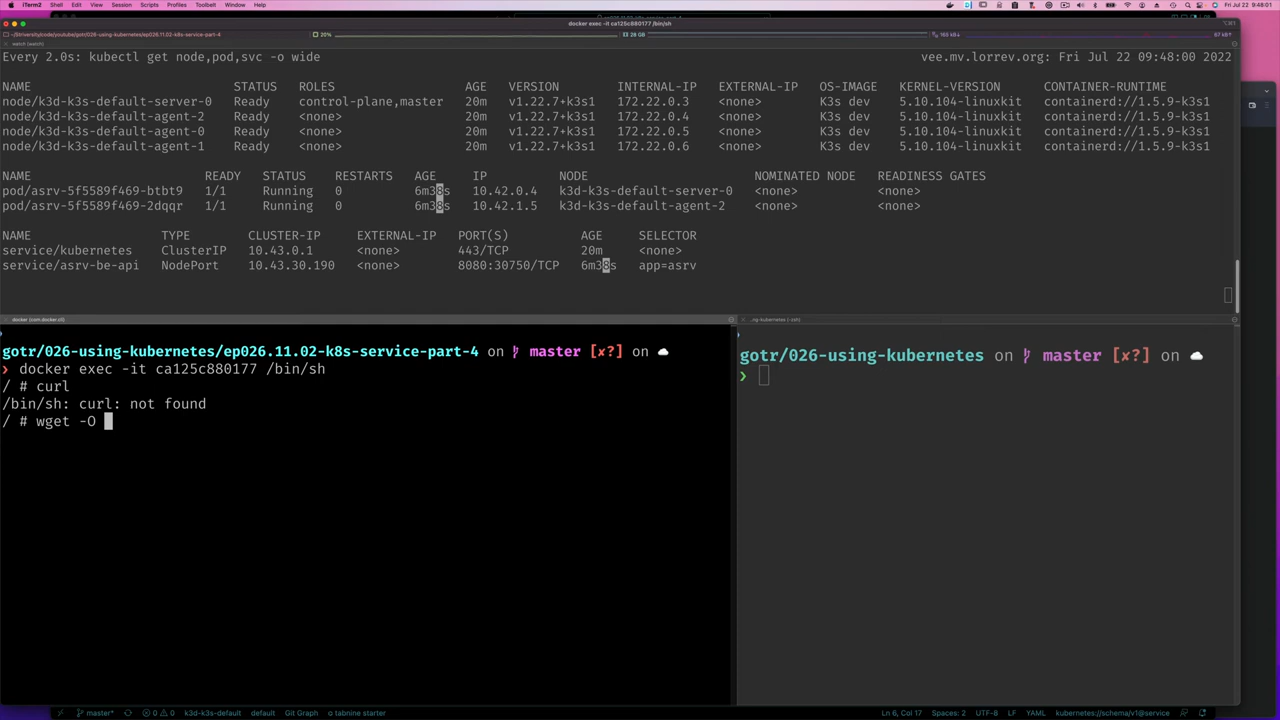 iTerm2 Shell Edit View Session Scripts Profiles Toolbelt Window Help
Fri Jul 22 09:48:01
docker exec -it ca125c880177 /bin/sh
20%
28 GB
watch (watch)
Every 2.0s: kubectl get node,pod,svc -o wide vee.mv.lorrev.org: Fri Jul 22 09:48:00 2022
NAME STATUS ROLES AGE VERSION INTERNAL-IP EXTERNAL-IP OS-IMAGE KERNEL-VERSION CONTAINER-RUNTIME
node/k3d-k3s-default-server-0 Ready control-plane,master 20m v1.22.7+k3s1 172.22.0.3 <none> K3s dev 5.10.104-linuxkit containerd://1.5.9-k3s1
node/k3d-k3s-default-agent-2 Ready <none> 20m v1.22.7+k3s1 172.22.0.4 <none> K3s dev 5.10.104-linuxkit containerd://1.5.9-k3s1
node/k3d-k3s-default-agent-0 Ready <none> 20m v1.22.7+k3s1 172.22.0.5 <none> K3s dev 5.10.104-linuxkit containerd://1.5.9-k3s1
node/k3d-k3s-default-agent-1 Ready <none> 20m v1.22.7+k3s1 172.22.0.6 <none> K3s dev 5.10.104-linuxkit containerd://1.5.9-k3s1
NAME READY STATUS RESTARTS AGE IP NODE NOMINATED NODE READINESS GATES
pod/asrv-5f5589f469-btbt9 1/1 Running 0 6m38s 10.42.0.4 k3d-k3s-default-server-0 <none> <none>
pod/asrv-5f5589f469-2dqqr 1/1 Running 0 6m38s 10.42.1.5 k3d-k3s-default-agent-2 <none> <none>
NAME TYPE CLUSTER-IP EXTERNAL-IP PORT(S) AGE SELECTOR
service/kubernetes ClusterIP 10.43.0.1 <none> 443/TCP 20m <none>
service/asrv-be-api NodePort 10.43.30.190 <none> 8080:30750/TCP 6m38s app=asrv
docker (com.docker.cli)
gotr/026-using-kubernetes/ep026.11.02-k8s-service-part-4 on master [✘?] on
❯ docker exec -it ca125c880177 /bin/sh
/ # curl
/bin/sh: curl: not found
/ # wget -O
..ng-kubernetes (-zsh)
gotr/026-using-kubernetes on master [✘?] on
❯
master* 0 0 k3d-k3s-default default Git Graph tabnine starter Ln 6, Col 17 Spaces: 2 UTF-8 LF YAML kubernetes://schema/v1@service